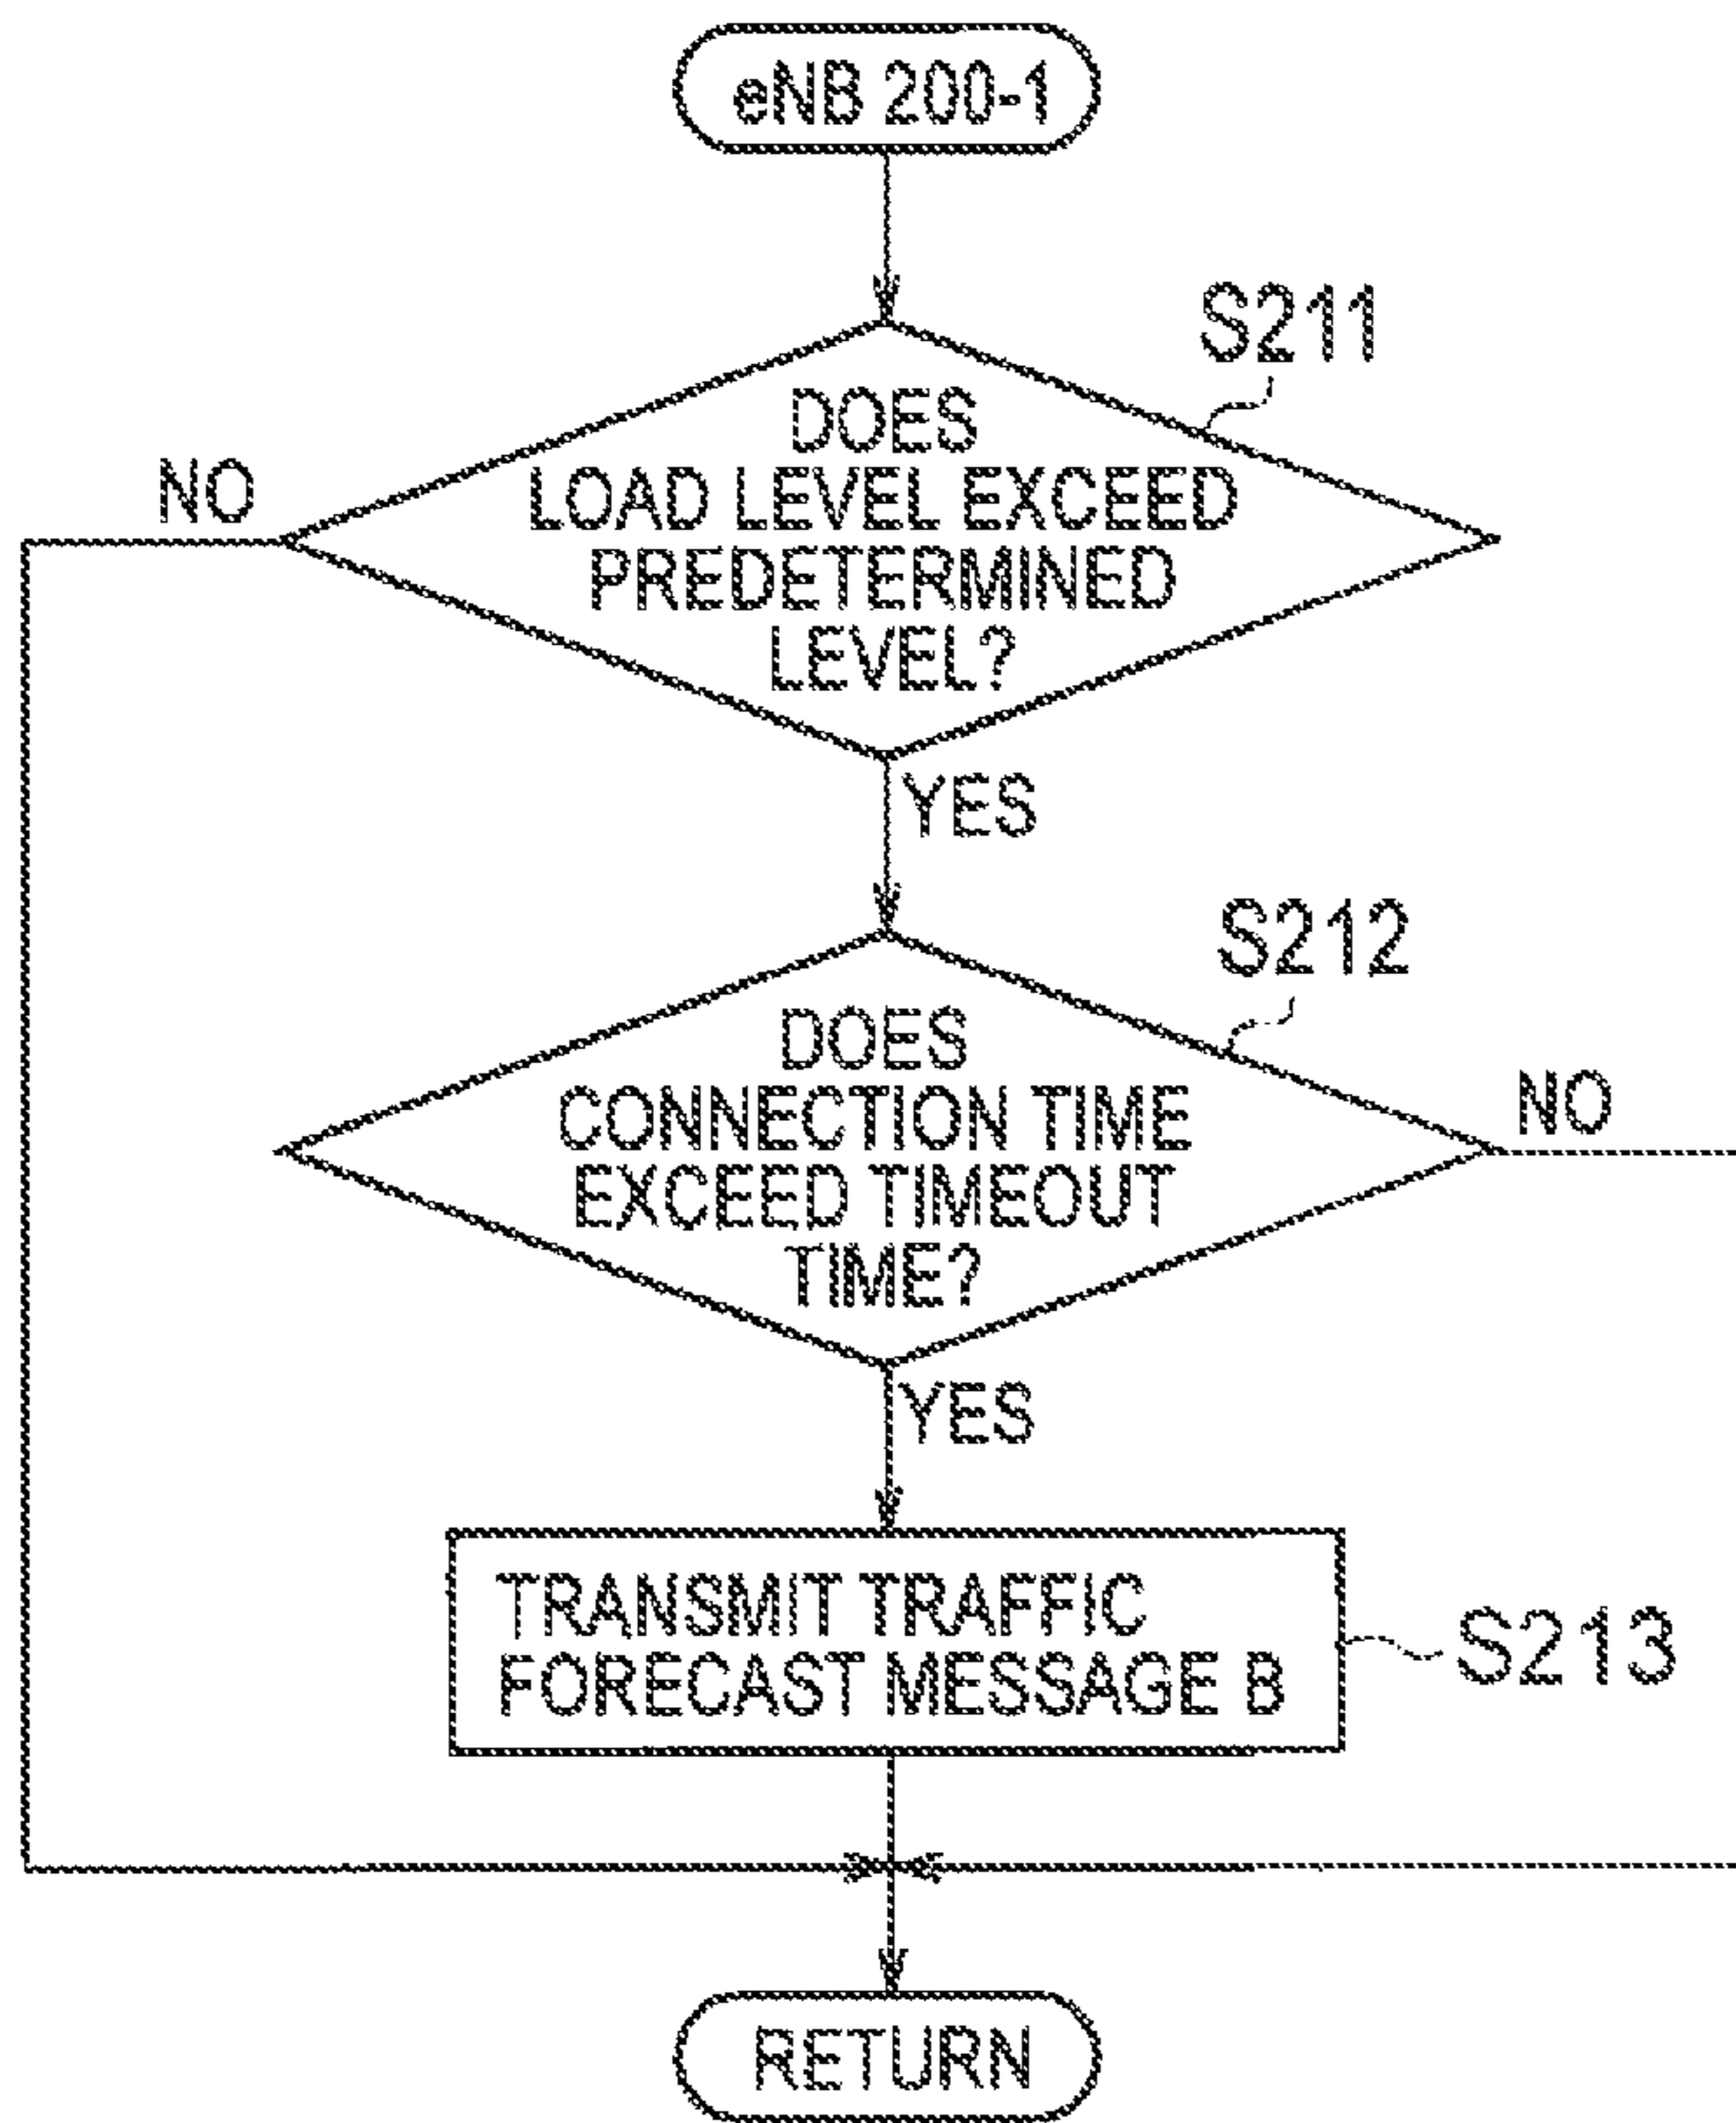 eNB 200-1
S211
DOES
LOAD LEVEL EXCEED
PREDETERMINED
LEVEL?
NO
YES
S212
DOES
CONNECTION TIME
EXCEED TIMEOUT
TIME?
NO
YES
TRANSMIT TRAFFIC
FORECAST MESSAGE B
S213
RETURN